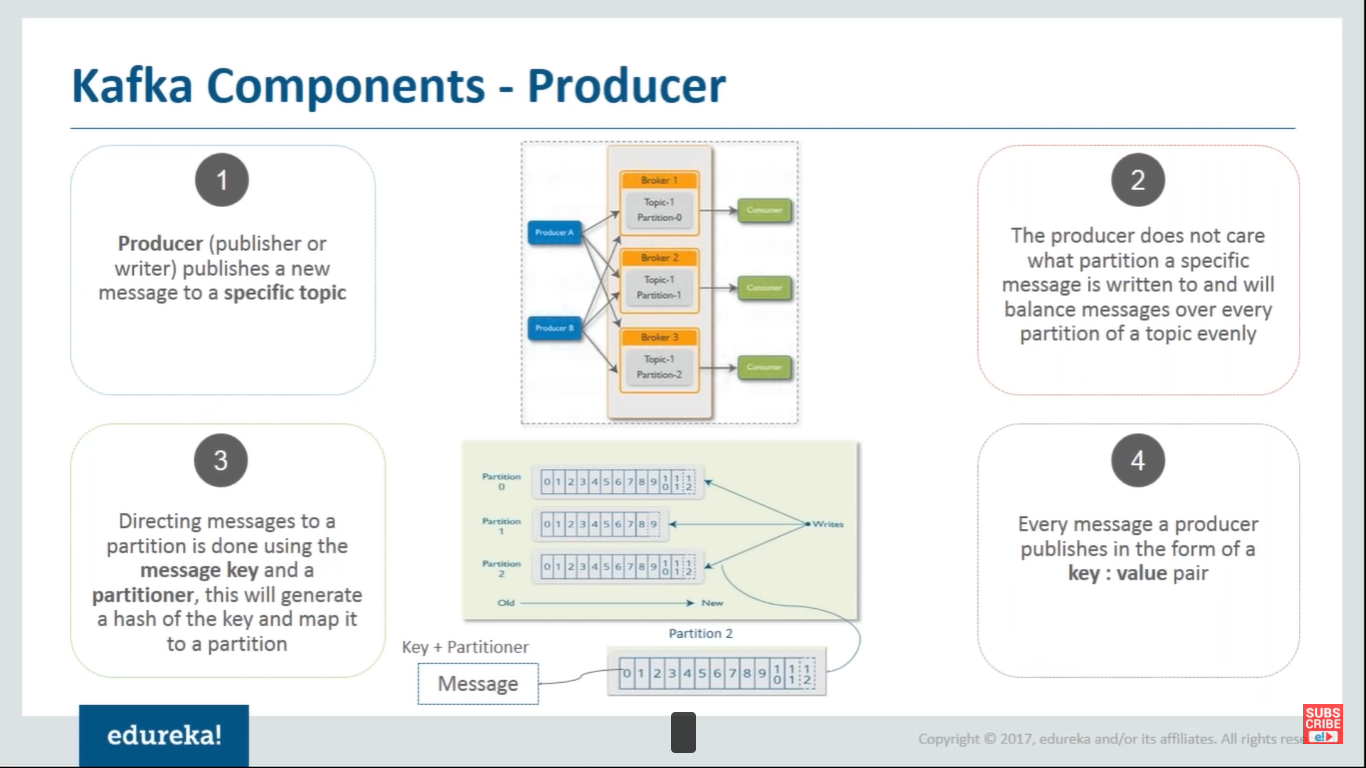 Kafka Components - Producer
1
Producer (publisher or
writer) publishes a new
message to a specific topic
Producer A
Producer B
Broker 1
Topic-1
Partition-0
Broker 2
Topic-1
Partition-1
Broker 3
Topic-1
Partition-2
Consumer
Consumer
Consumer
2
The producer does not care
what partition a specific
message is written to and will
balance messages over every
partition of a topic evenly
3
Directing messages to a
partition is done using the
message key and a
partitioner, this will generate
a hash of the key and map it
to a partition
Partition 0
0 1 2 3 4 5 6 7 8 9 10 11 12
Partition 1
0 1 2 3 4 5 6 7 8 9
Partition 2
0 1 2 3 4 5 6 7 8 9 10 11 12
Writes
Old
New
Partition 2
Key + Partitioner
Message
0 1 2 3 4 5 6 7 8 9 10 11 12
4
Every message a producer
publishes in the form of a
key : value pair
edureka!
Copyright © 2017, edureka and/or its affiliates. All rights
SUBS
CRIBE
e!